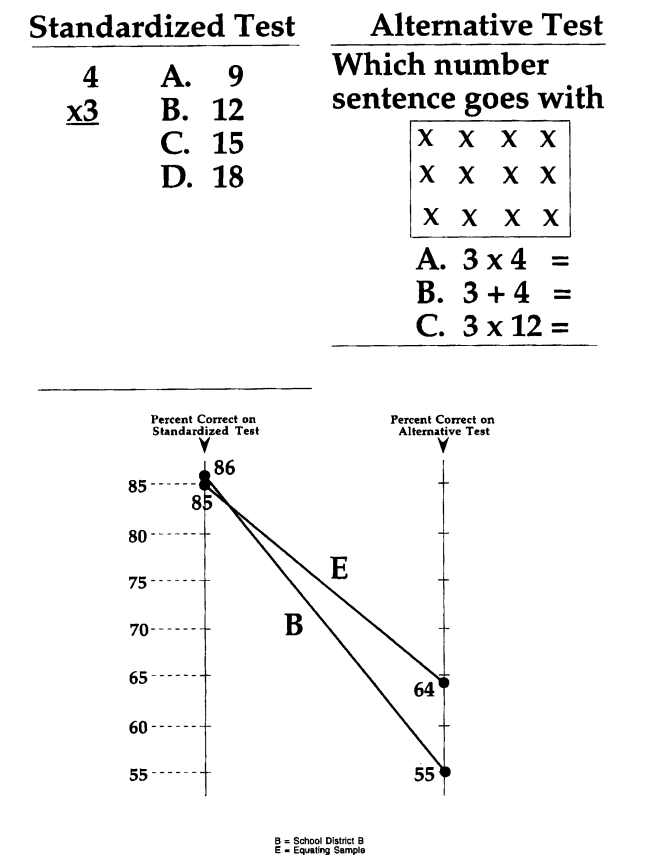 Standardized Test
4 A. 9
x3 B. 12
C. 15
D. 18
Alternative Test
Which number
sentence goes with
X X X X
X X X X
X X X X
A. 3 x 4 =
B. 3 + 4 =
C. 3 x 12 =
Percent Correct on
Standardized Test
Percent Correct on
Alternative Test
86
85
85
80
75
70
65
60
55
E
B
64
55
B = School District B
E = Equating Sample